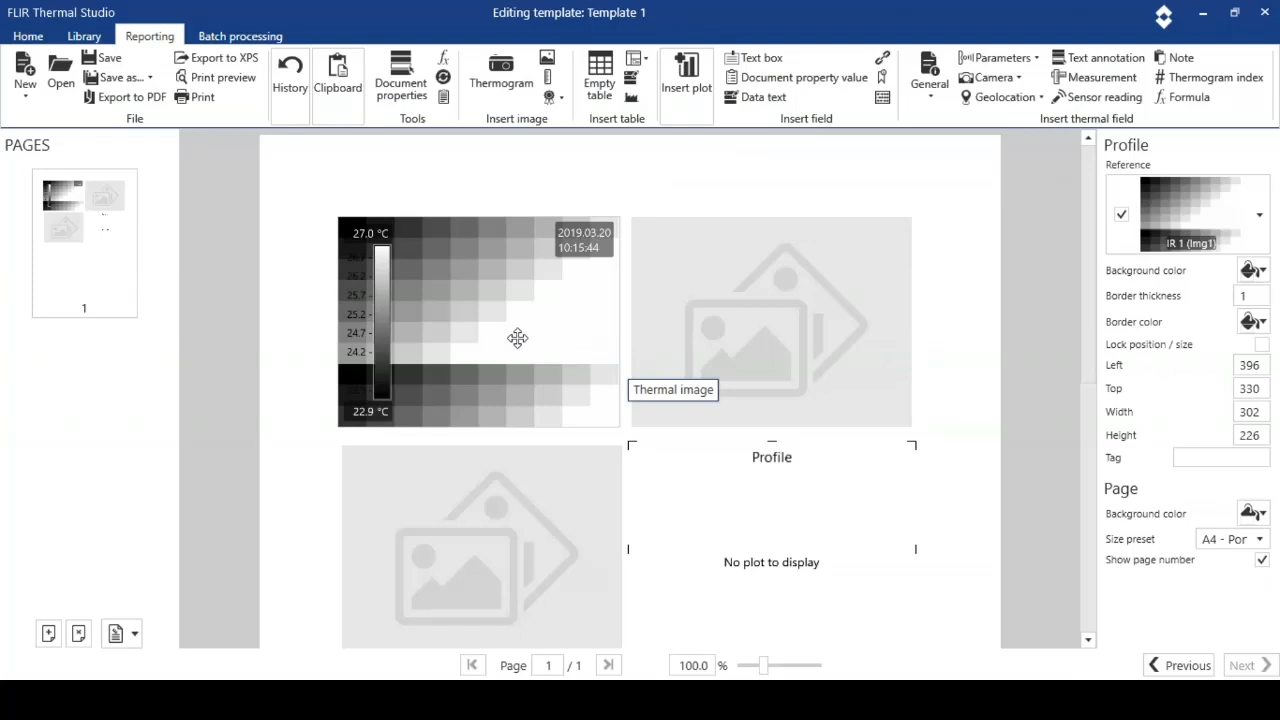 FLIR Thermal Studio
Editing template: Template 1
Home
Library
Reporting
Batch processing
New
Open
Save
Save as...
Export to PDF
Export to XPS
Print preview
Print
File
History
Clipboard
Document properties
Tools
Thermogram
Insert image
Empty table
Insert table
Insert plot
Text box
Document property value
Data text
Insert field
General
Parameters
Camera
Geolocation
Text annotation
Measurement
Sensor reading
Note
Thermogram index
Formula
Insert thermal field
PAGES
1
27.0 °C
26.2 -
25.7 -
25.2 -
24.7 -
24.2 -
22.9 °C
2019.03.20
10:15:44
Thermal image
Profile
No plot to display
Profile
Reference
IR 1 (Img1)
Background color
Border thickness 1
Border color
Lock position / size
Left 396
Top 330
Width 302
Height 226
Tag
Page
Background color
Size preset A4 - Por
Show page number
Page 1 / 1
100.0 %
Previous
Next